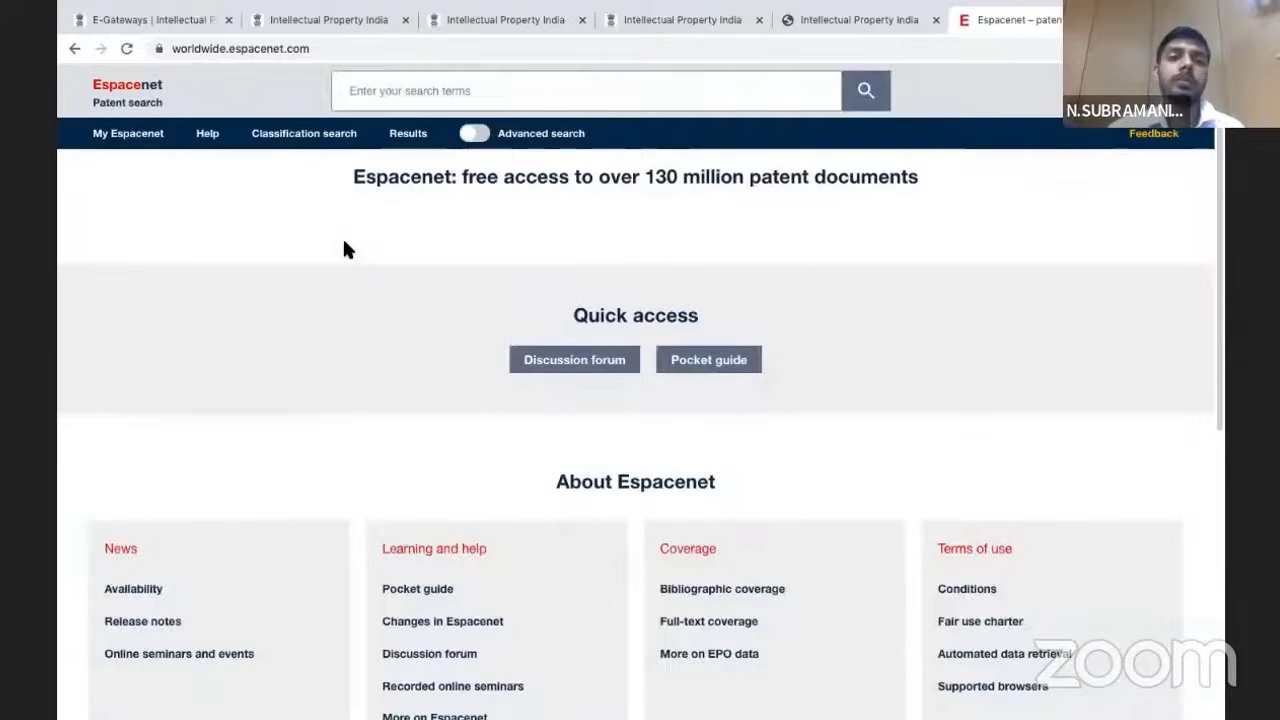 E-Gateways | Intellectual P
Intellectual Property India
Intellectual Property India
Intellectual Property India
Intellectual Property India
Espacenet – paten
worldwide.espacenet.com
Espacenet
Patent search
Enter your search terms
N.SUBRAMANI...
My Espacenet
Help
Classification search
Results
Advanced search
Feedback
Espacenet: free access to over 130 million patent documents
Quick access
Discussion forum
Pocket guide
About Espacenet
News
Availability
Release notes
Online seminars and events
Learning and help
Pocket guide
Changes in Espacenet
Discussion forum
Recorded online seminars
More on Espacenet
Coverage
Bibliographic coverage
Full-text coverage
More on EPO data
Terms of use
Conditions
Fair use charter
Automated data retrieval
Supported browsers
zoom